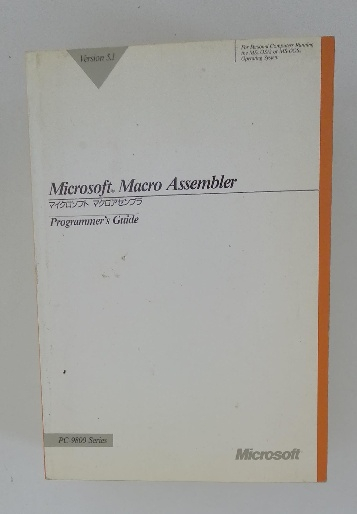 Version 5.1
For Personal Computers Running
the MS® OS/2 or MS-DOS®
Operating System
Microsoft® Macro Assembler
マイクロソフト マクロアセンブラ
Programmer's Guide
PC-9800 Series
Microsoft